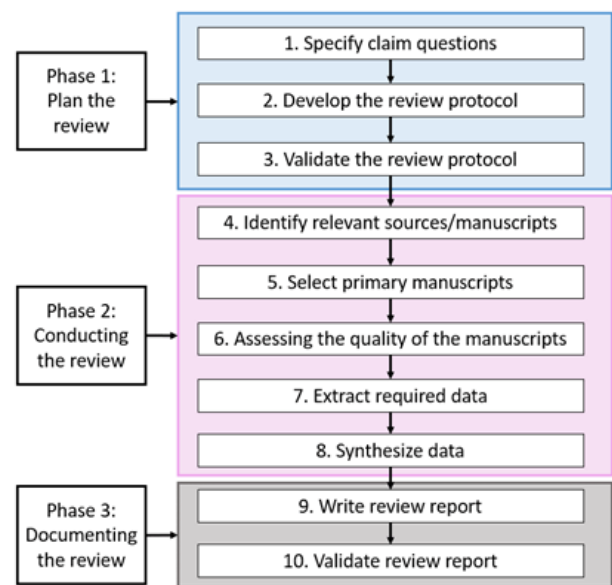 Phase 1:
Plan the
review
1. Specify claim questions
2. Develop the review protocol
3. Validate the review protocol
Phase 2:
Conducting
the review
4. Identify relevant sources/manuscripts
5. Select primary manuscripts
6. Assessing the quality of the manuscripts
7. Extract required data
8. Synthesize data
Phase 3:
Documenting
the review
9. Write review report
10. Validate review report